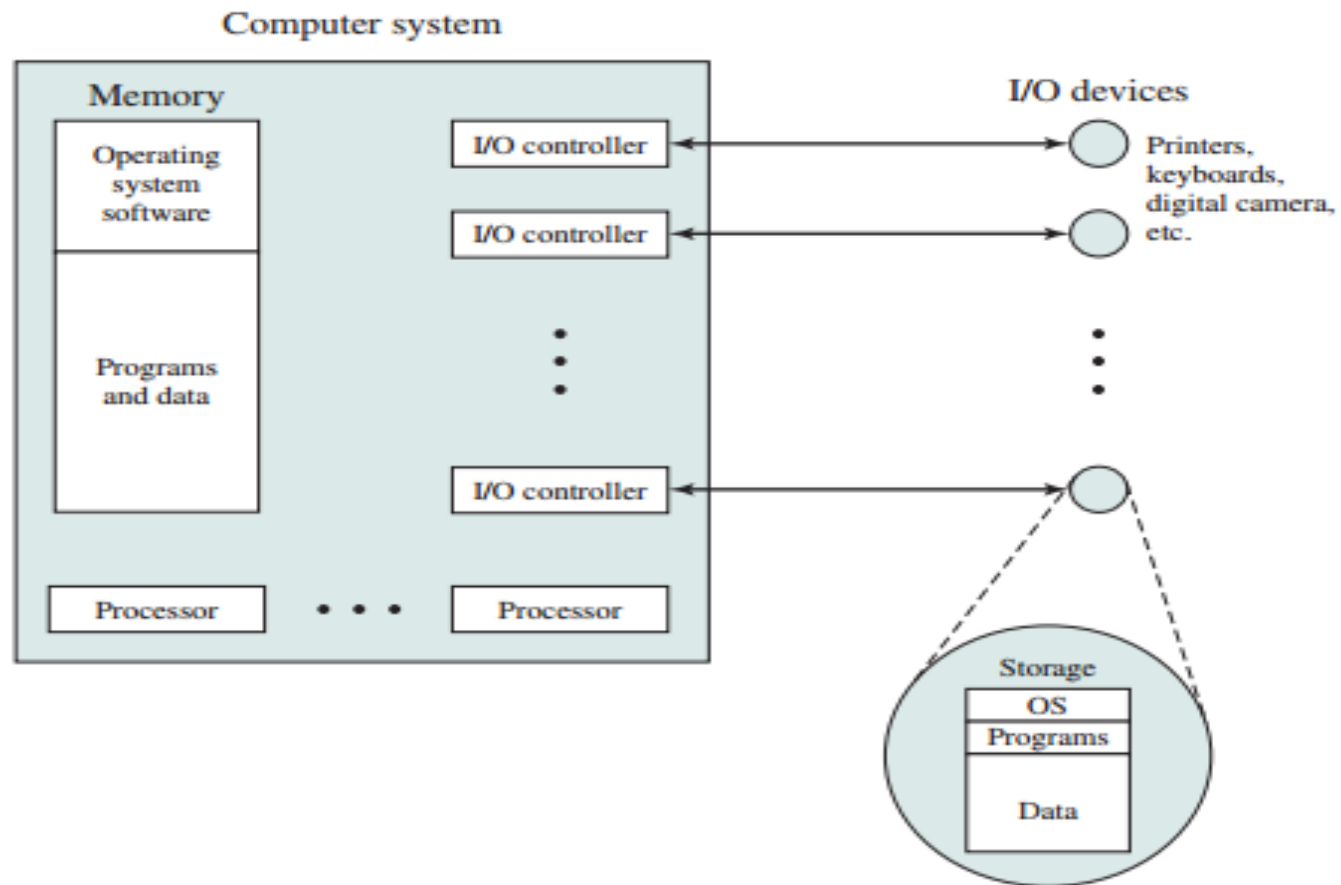 Computer system
Memory
Operating
system
software
Programs
and data
I/O controller
I/O controller
I/O controller
Processor
Processor
I/O devices
Printers,
keyboards,
digital camera,
etc.
Storage
OS
Programs
Data